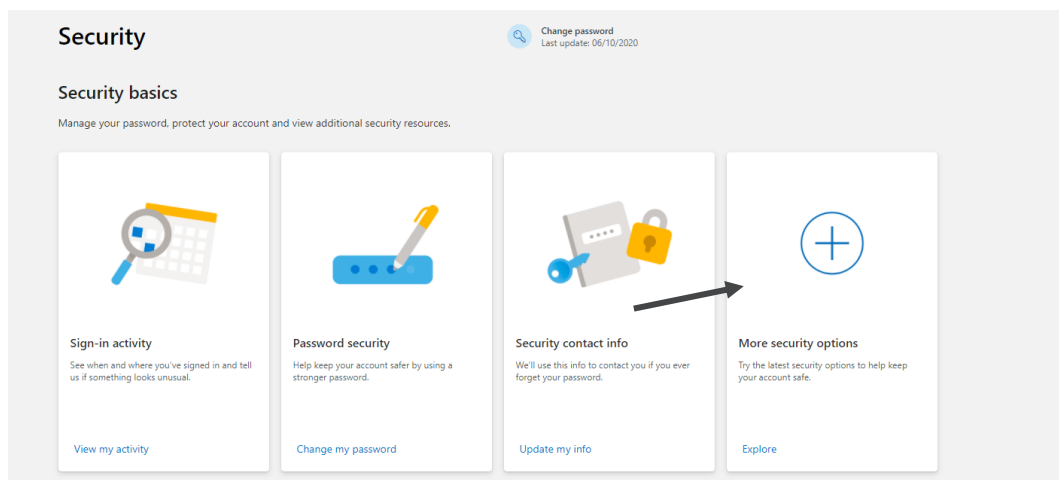 Security
Change password
Last update: 06/10/2020
Security basics
Manage your password, protect your account and view additional security resources.
Sign-in activity
See when and where you've signed in and tell
us if something looks unusual.
View my activity
Password security
Help keep your account safer by using a
stronger password.
Change my password
Security contact info
We'll use this info to contact you if you ever
forget your password.
Update my info
More security options
Try the latest security options to help keep
your account safe.
Explore